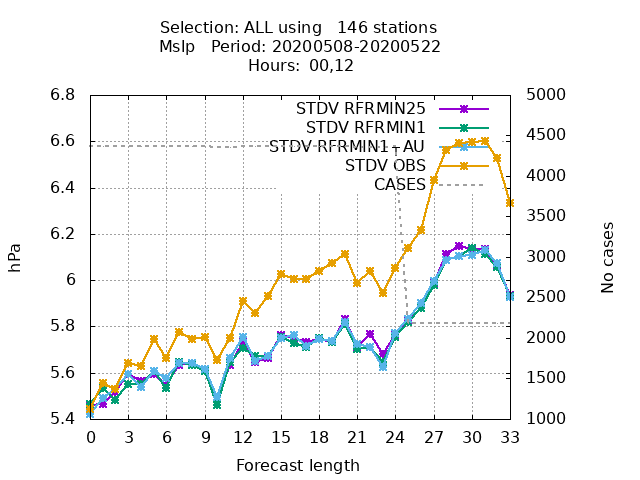 Selection: ALL using   146 stations
Mslp   Period: 20200508-20200522
Hours:  00,12
6.8
6.6
6.4
6.2
6
5.8
5.6
5.4
hPa
STDV RFRMIN25
STDV RFRMIN1
STDV RFRMIN1+AU
STDV OBS
CASES
5000
4500
4000
3500
3000
2500
2000
1500
1000
No cases
0 3 6 9 12 15 18 21 24 27 30 33
Forecast length